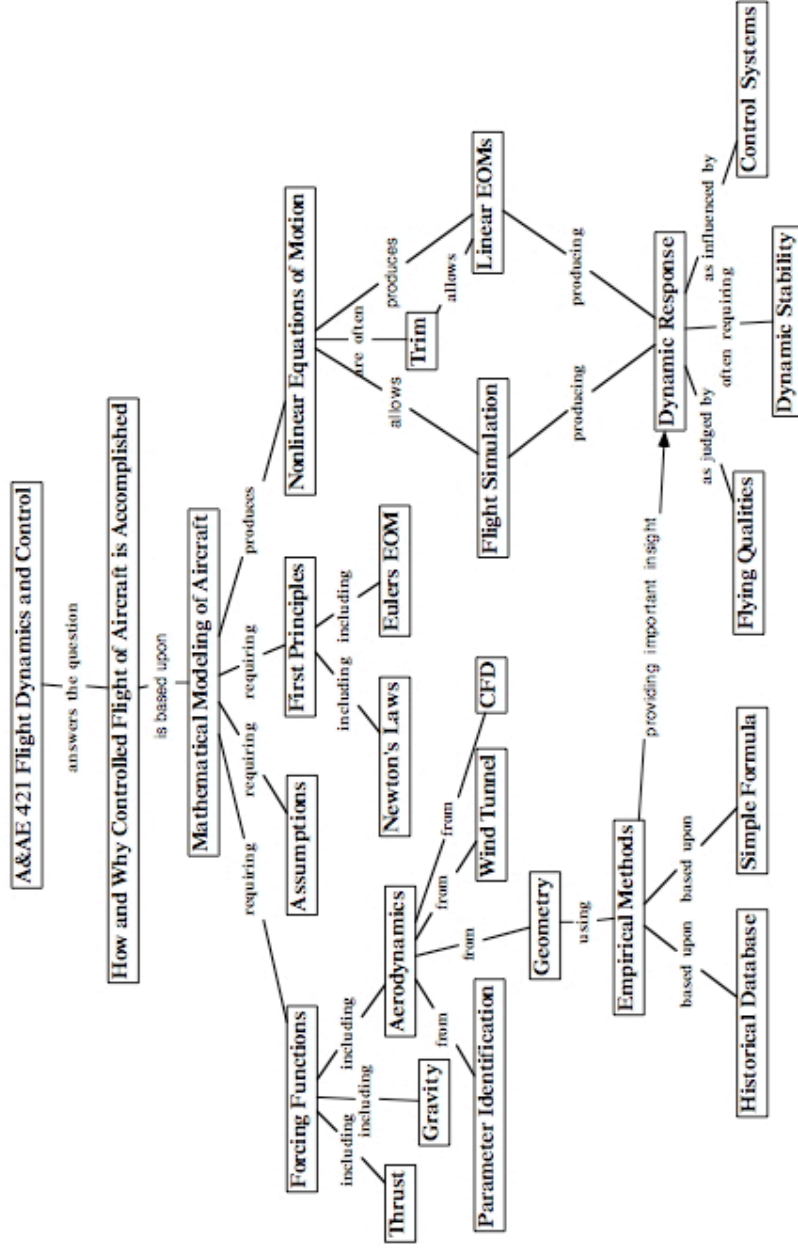 A&AE 421 Flight Dynamics and Control
answers the question
How and Why Controlled Flight of Aircraft is Accomplished
is based upon
Mathematical Modeling of Aircraft
requiring
requiring
requiring
produces
Forcing Functions
Assumptions
First Principles
Nonlinear Equations of Motion
including
including
including
including
including
allows
are often
produces
Thrust
Gravity
Aerodynamics
Newton's Laws
Eulers EOM
Trim
allows
from
from
from
from
Parameter Identification
Geometry
Wind Tunnel
CFD
Flight Simulation
Linear EOMs
using
producing
producing
Empirical Methods
providing important insight
Dynamic Response
based upon
based upon
as judged by
often requiring
as influenced by
Historical Database
Simple Formula
Flying Qualities
Dynamic Stability
Control Systems